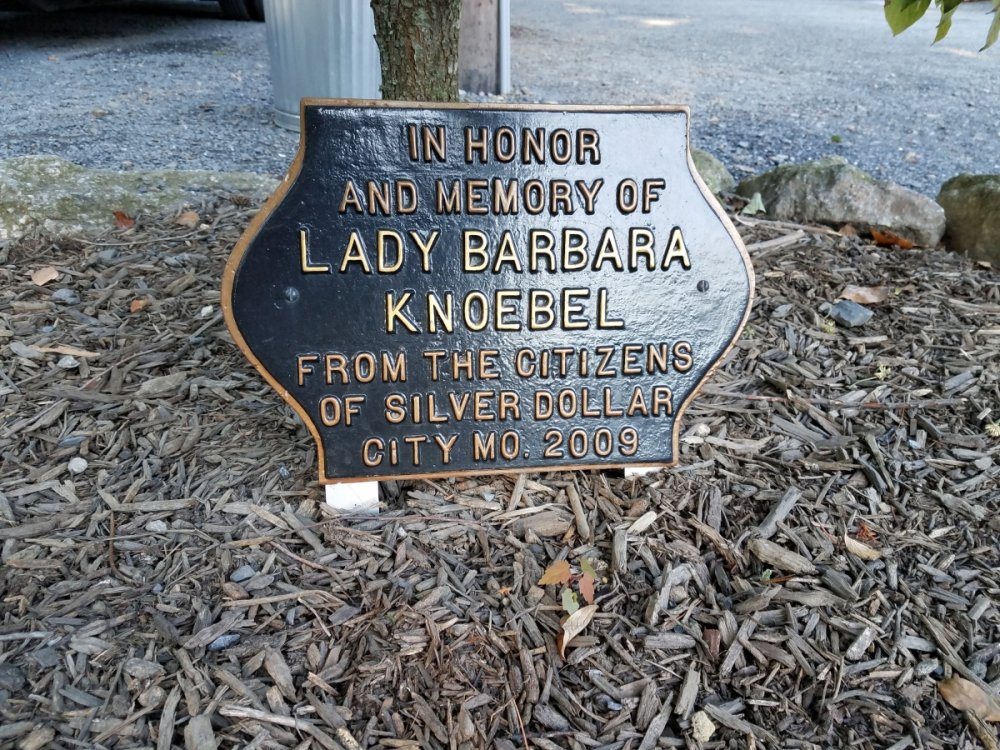 IN HONOR
AND MEMORY OF
LADY BARBARA
KNOEBEL
FROM THE CITIZENS
OF SILVER DOLLAR
CITY MO. 2009